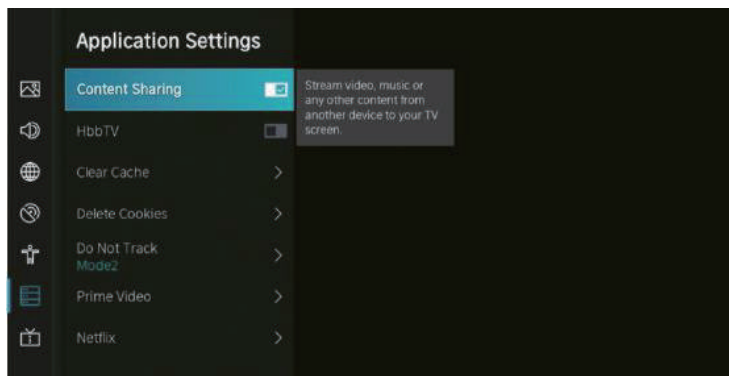 Application Settings
Content Sharing
Stream video, music or
any other content from
another device to your TV
screen.
HbbTV
Clear Cache
Delete Cookies
Do Not Track
Mode2
Prime Video
Netflix